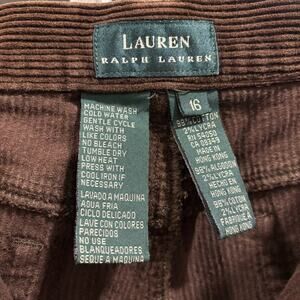 LAUREN
RALPH LAUREN
MACHINE WASH
COLD WATER
GENTLE CYCLE
WASH WITH
LIKE COLORS
NO BLEACH
TUMBLE DRY
LOW HEAT
PRESS WITH
COOL IRON IF
NECESSARY
LAVADO A MAQUINA
AGUA FRIA
CICLO DELICADO
LAVE CON COLORES
PARECIDOS
NO USE
BLANQUEADORES
SEQUE A MAQUINA
16
98% COTTON
2% LYCRA
RN 54050
CA 08349
MADE IN
HONG KONG
98% ALGODON
2% LYCRA
HECHO EN
HONG KONG
98% COTON
2% LYCRA
FABRIQUE A
HONG KONG